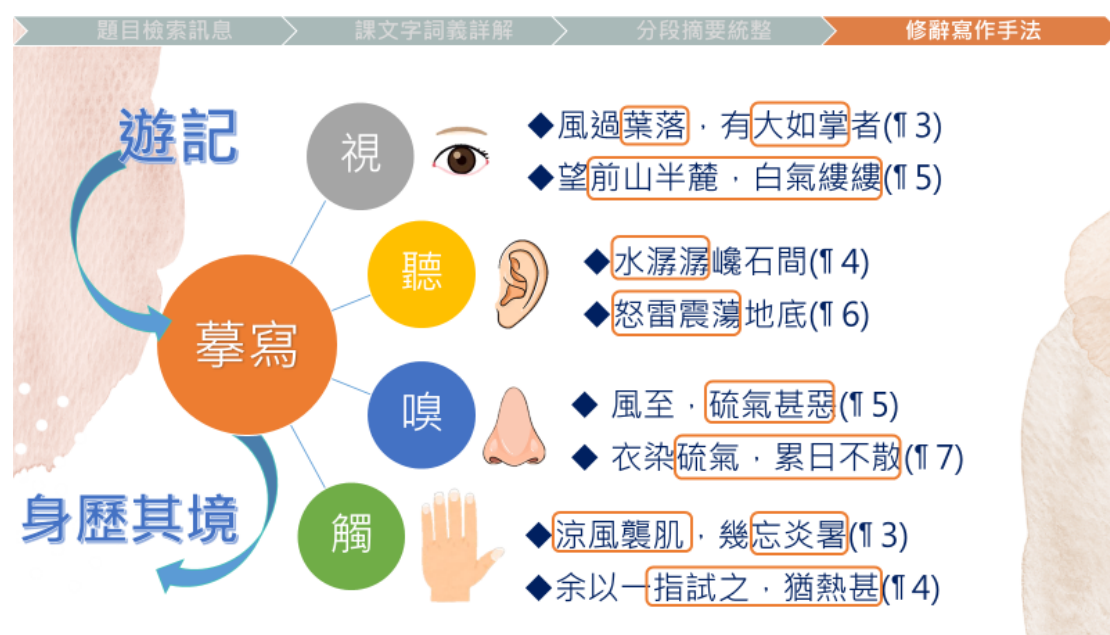 題目檢索訊息
課文字詞義詳解
分段摘要統整
修辭寫作手法
遊記
摹寫
身歷其境
視
◆風過葉落，有大如掌者(¶ 3)
◆望前山半麓，白氣縷縷(¶ 5)
聽
◆水潺潺巉石間(¶ 4)
◆怒雷震蕩地底(¶ 6)
嗅
◆ 風至，硫氣甚惡(¶ 5)
◆ 衣染硫氣，累日不散(¶ 7)
觸
◆涼風襲肌，幾忘炎暑(¶ 3)
◆余以一指試之，猶熱甚(¶ 4)